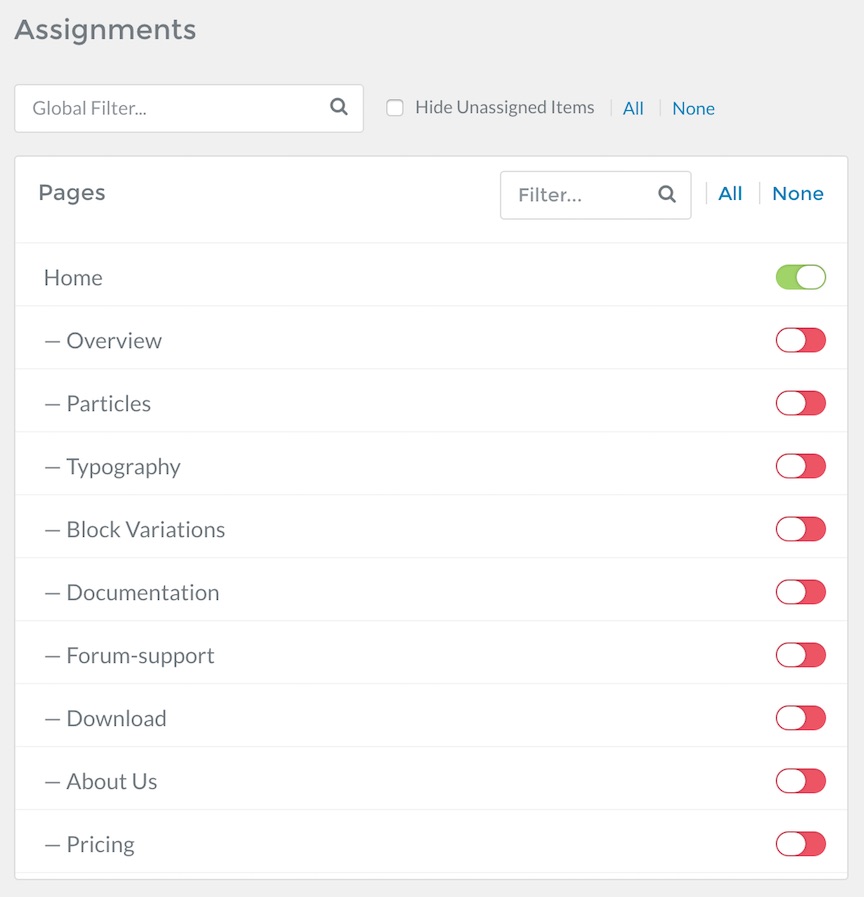 Assignments
Global Filter... Hide Unassigned Items All None
Pages Filter... All None
Home
— Overview
— Particles
— Typography
— Block Variations
— Documentation
— Forum-support
— Download
— About Us
— Pricing